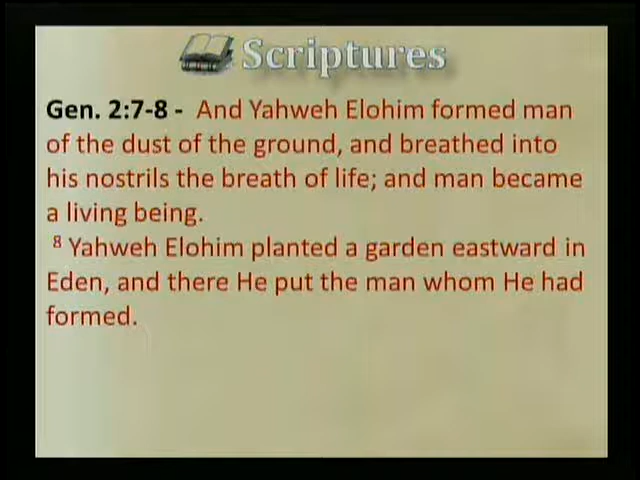 Scriptures
Gen. 2:7-8 - And Yahweh Elohim formed man
of the dust of the ground, and breathed into
his nostrils the breath of life; and man became
a living being.
8 Yahweh Elohim planted a garden eastward in
Eden, and there He put the man whom He had
formed.